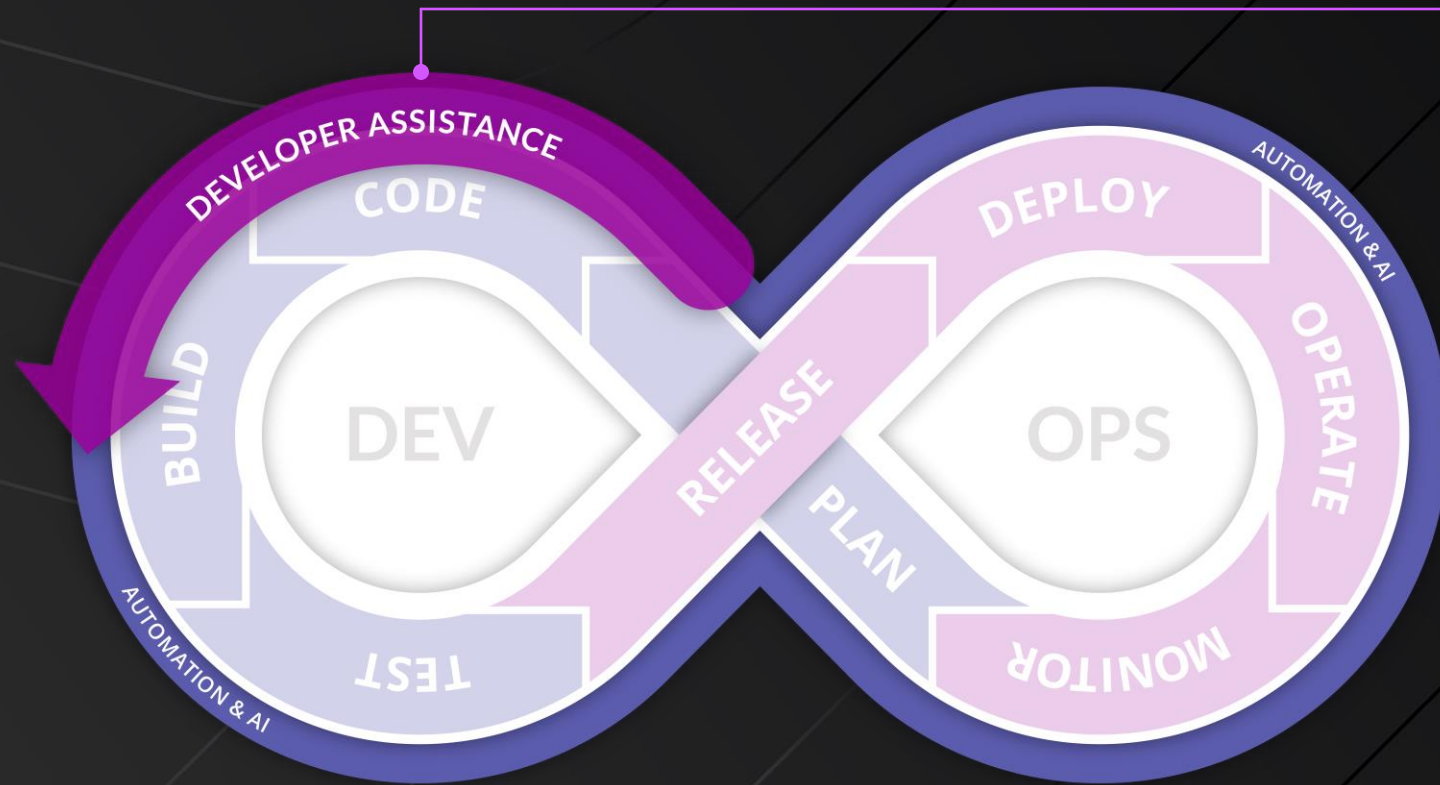 DEVELOPER ASSISTANCE
CODE
BUILD
TEST
DEV
AUTOMATION & AI
RELEASE
PLAN
DEPLOY
OPERATE
MONITOR
OPS
AUTOMATION & AI